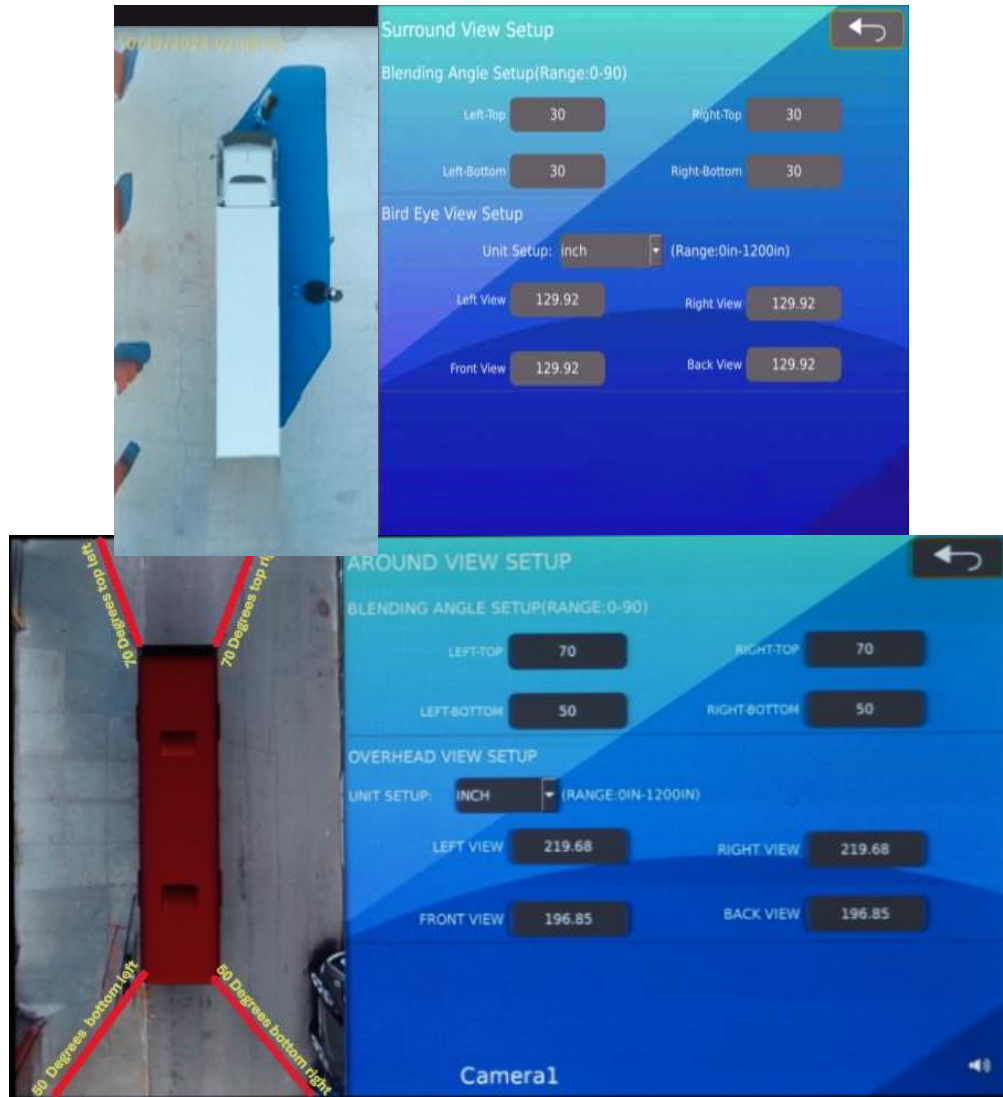 Surround View Setup
Blending Angle Setup(Range:0-90)
Left-Top 30 Right-Top 30
Left-Bottom 30 Right-Bottom 30
Bird Eye View Setup
Unit Setup: inch (Range:0in-1200in)
Left View 129.92 Right View 129.92
Front View 129.92 Back View 129.92
70 Degrees top left
70 Degrees top
AROUND VIEW SETUP
BLENDING ANGLE SETUP(RANGE:0-90)
LEFT-TOP 70 RIGHT-TOP 70
LEFT-BOTTOM 50 RIGHT-BOTTOM 50
OVERHEAD VIEW SETUP
UNIT SETUP: INCH (RANGE:0IN-1200IN)
LEFT VIEW 219.68 RIGHT VIEW 219.68
FRONT VIEW 196.85 BACK VIEW 196.85
50 Degrees bottom left
50 Degrees bottom right
Camera1